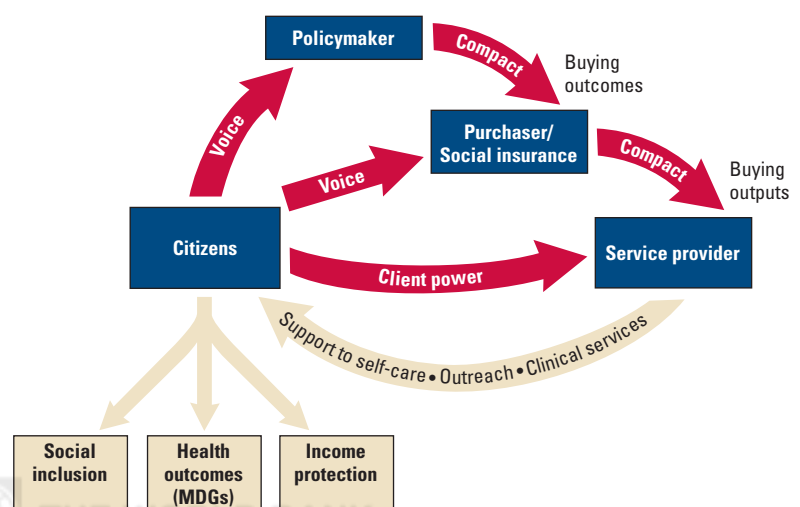 Policymaker
Compact
Buying
outcomes
Voice
Purchaser/
Social insurance
Compact
Buying
outputs
Voice
Citizens
Service provider
Client power
Support to self-care • Outreach • Clinical services
Social
inclusion
Health
outcomes
(MDGs)
Income
protection